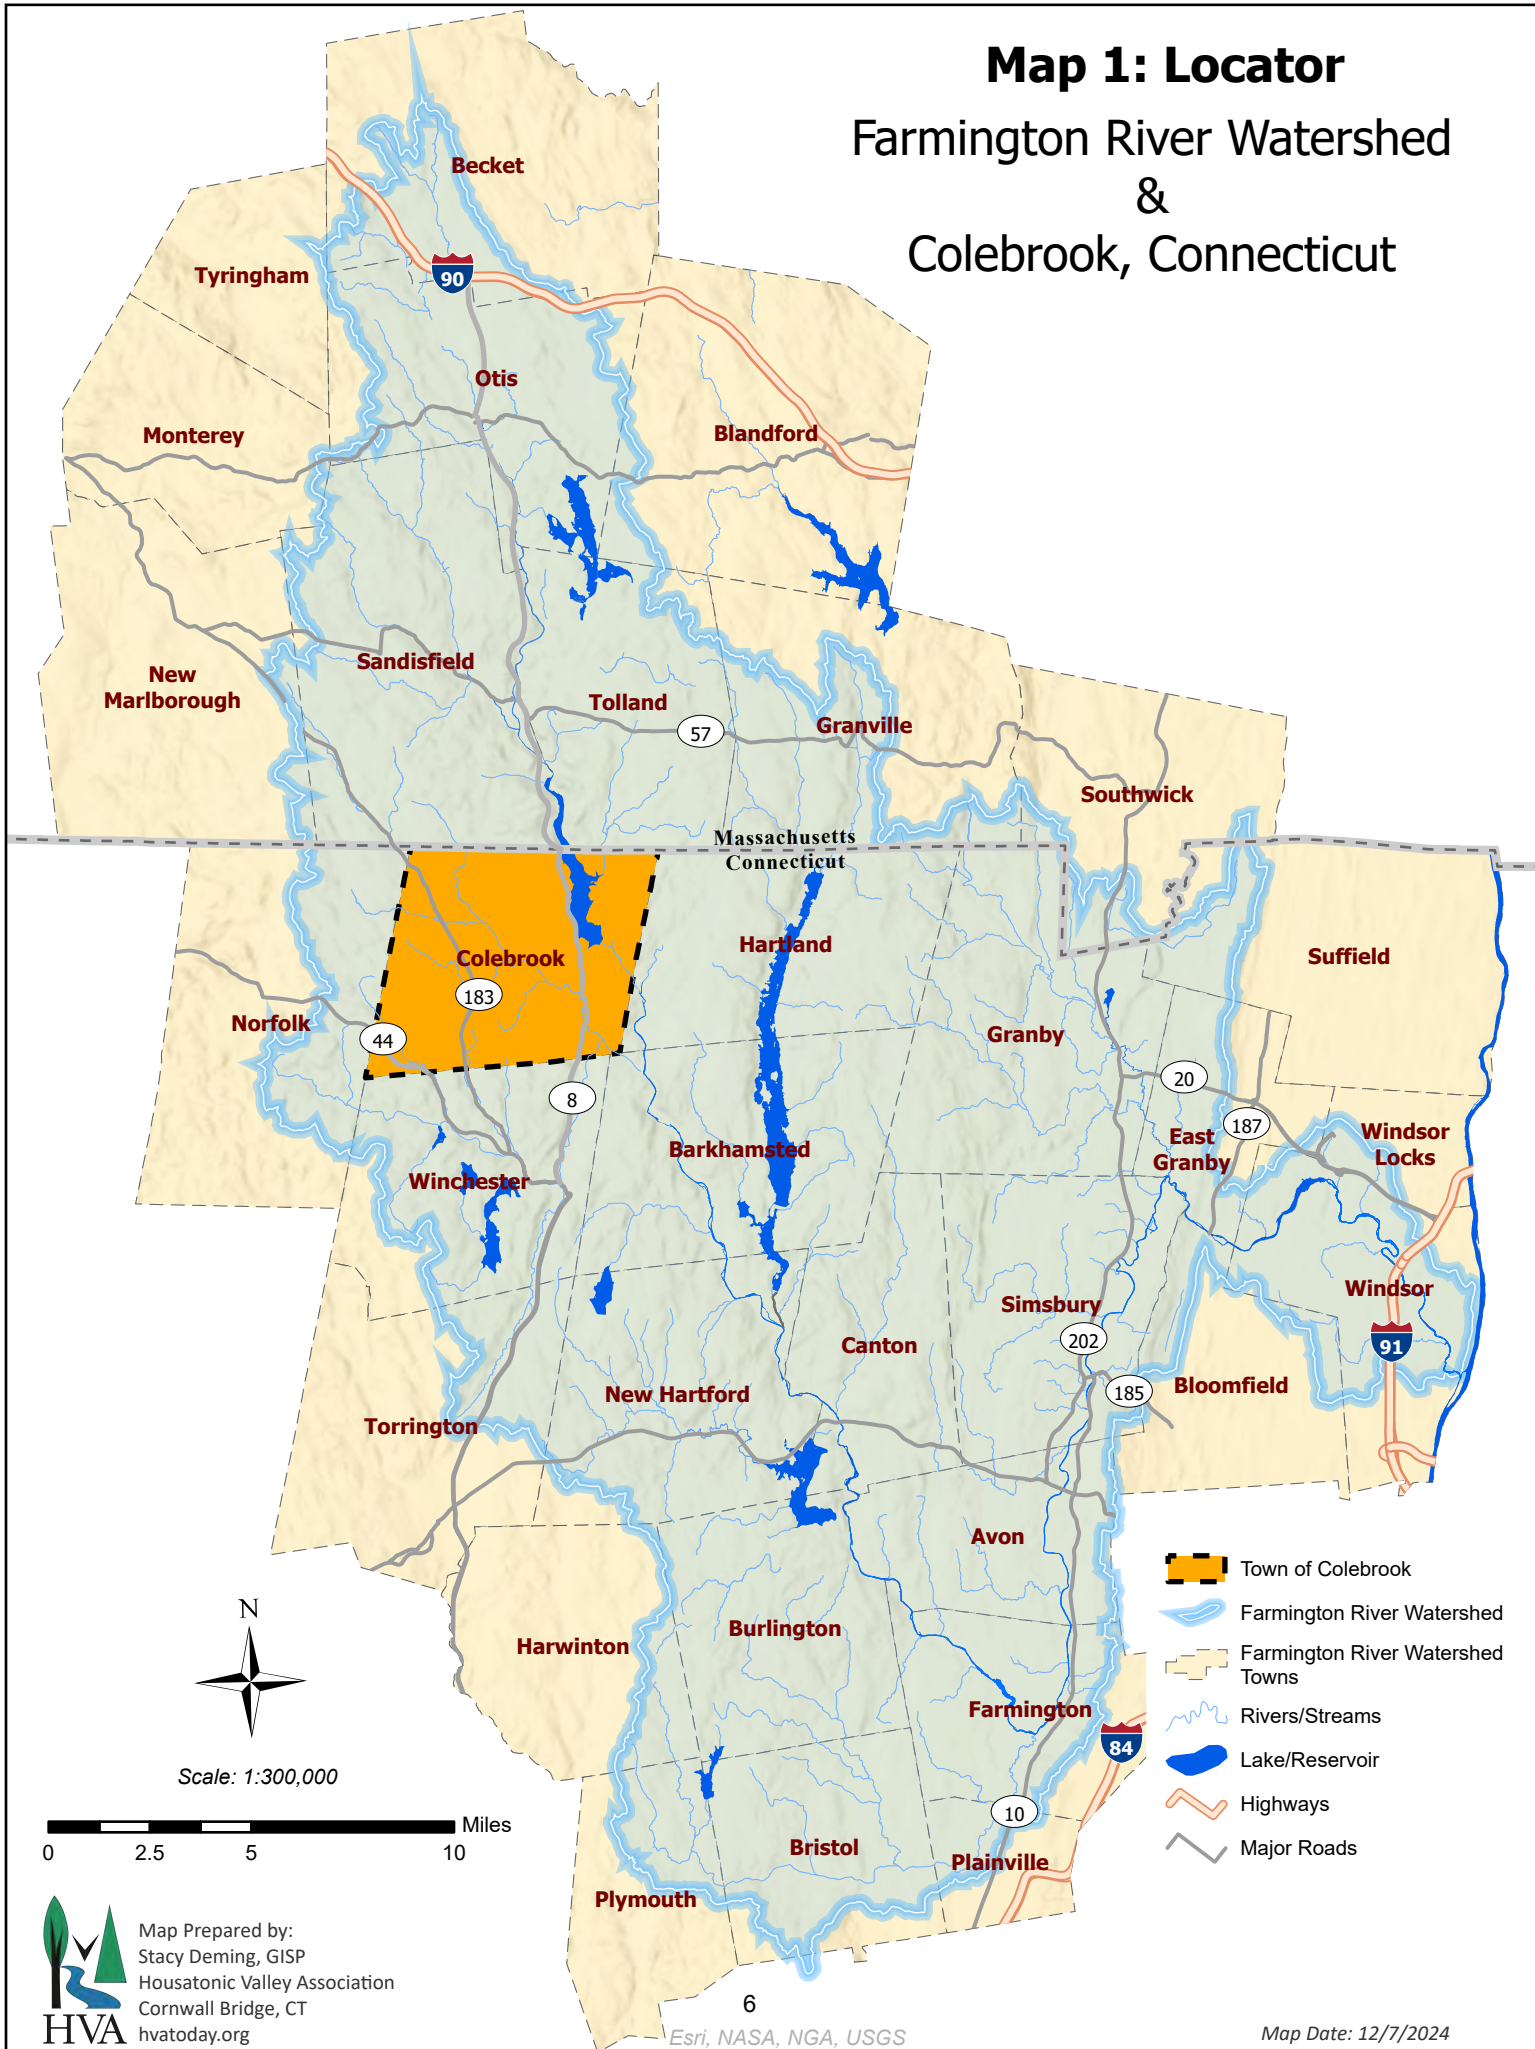 Map 1: Locator
Farmington River Watershed
&
Colebrook, Connecticut
Becket
Tyringham
90
Otis
Monterey
Blandford
Sandisfield
New
Marlborough
Tolland
57
Granville
Southwick
Massachusetts
Connecticut
Hartland
Colebrook
Suffield
183
Norfolk
44
Granby
20
8
187
East
Granby
Windsor
Locks
Barkhamsted
Winchester
Windsor
Simsbury
202
91
Canton
185
Bloomfield
New Hartford
Torrington
Avon
Burlington
Harwinton
Farmington
84
10
Bristol
Plainville
Plymouth
Town of Colebrook
Farmington River Watershed
Farmington River Watershed
Towns
Rivers/Streams
Lake/Reservoir
Highways
Major Roads
N
Scale: 1:300,000
Miles
0 2.5 5 10
Map Prepared by:
Stacy Deming, GISP
Housatonic Valley Association
Cornwall Bridge, CT
hvatoday.org
HVA
6
Esri, NASA, NGA, USGS
Map Date: 12/7/2024